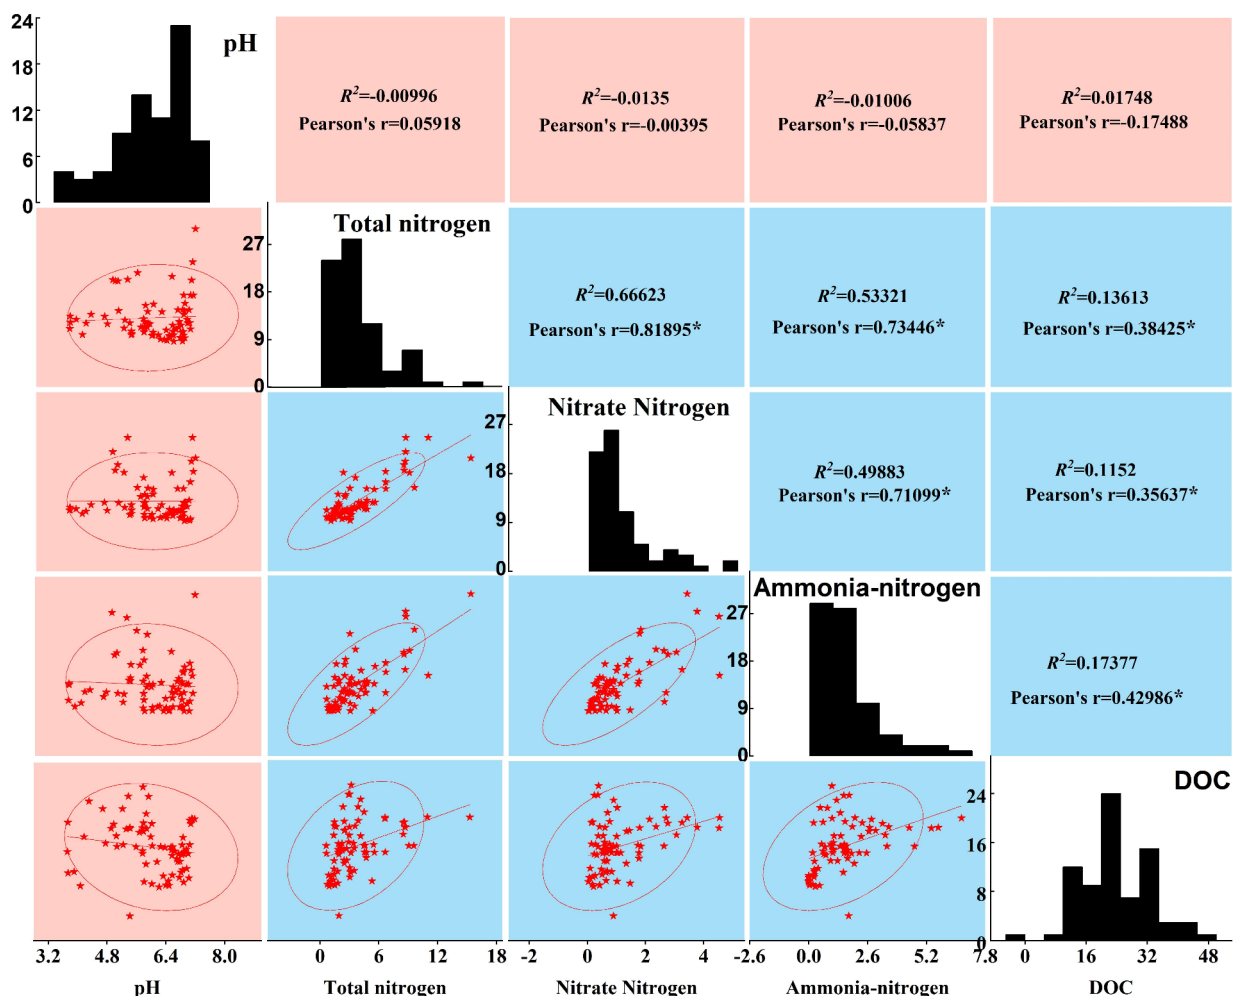 24
18
12
6
0
pH
R²=-0.00996
Pearson's r=0.05918
R²=-0.0135
Pearson's r=-0.00395
R²=-0.01006
Pearson's r=-0.05837
R²=0.01748
Pearson's r=-0.17488
27
18
9
0
Total nitrogen
R²=0.66623
Pearson's r=0.81895*
R²=0.53321
Pearson's r=0.73446*
R²=0.13613
Pearson's r=0.38425*
27
18
9
0
Nitrate Nitrogen
R²=0.49883
Pearson's r=0.71099*
R²=0.1152
Pearson's r=0.35637*
27
18
9
0
Ammonia-nitrogen
R²=0.17377
Pearson's r=0.42986*
24
16
8
0
DOC
3.2 4.8 6.4 8.0
0 6 12 18
-2 0 2 4
-2.6 0.0 2.6 5.2 7.8
0 16 32 48
pH
Total nitrogen
Nitrate Nitrogen
Ammonia-nitrogen
DOC